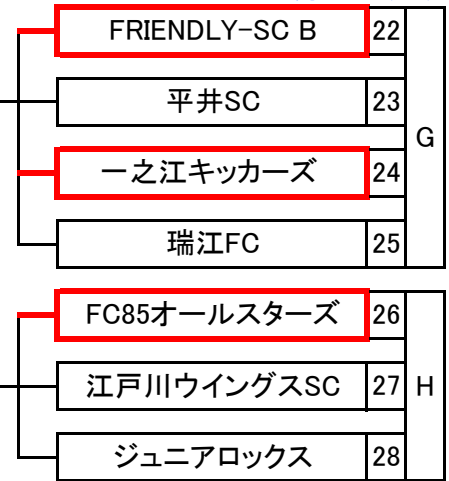 FRIENDLY-SC B 22
平井SC 23
G
一之江キッカーズ 24
瑞江FC 25
FC85オールスターズ 26
江戸川ウイングスSC 27 H
ジュニアロックス 28